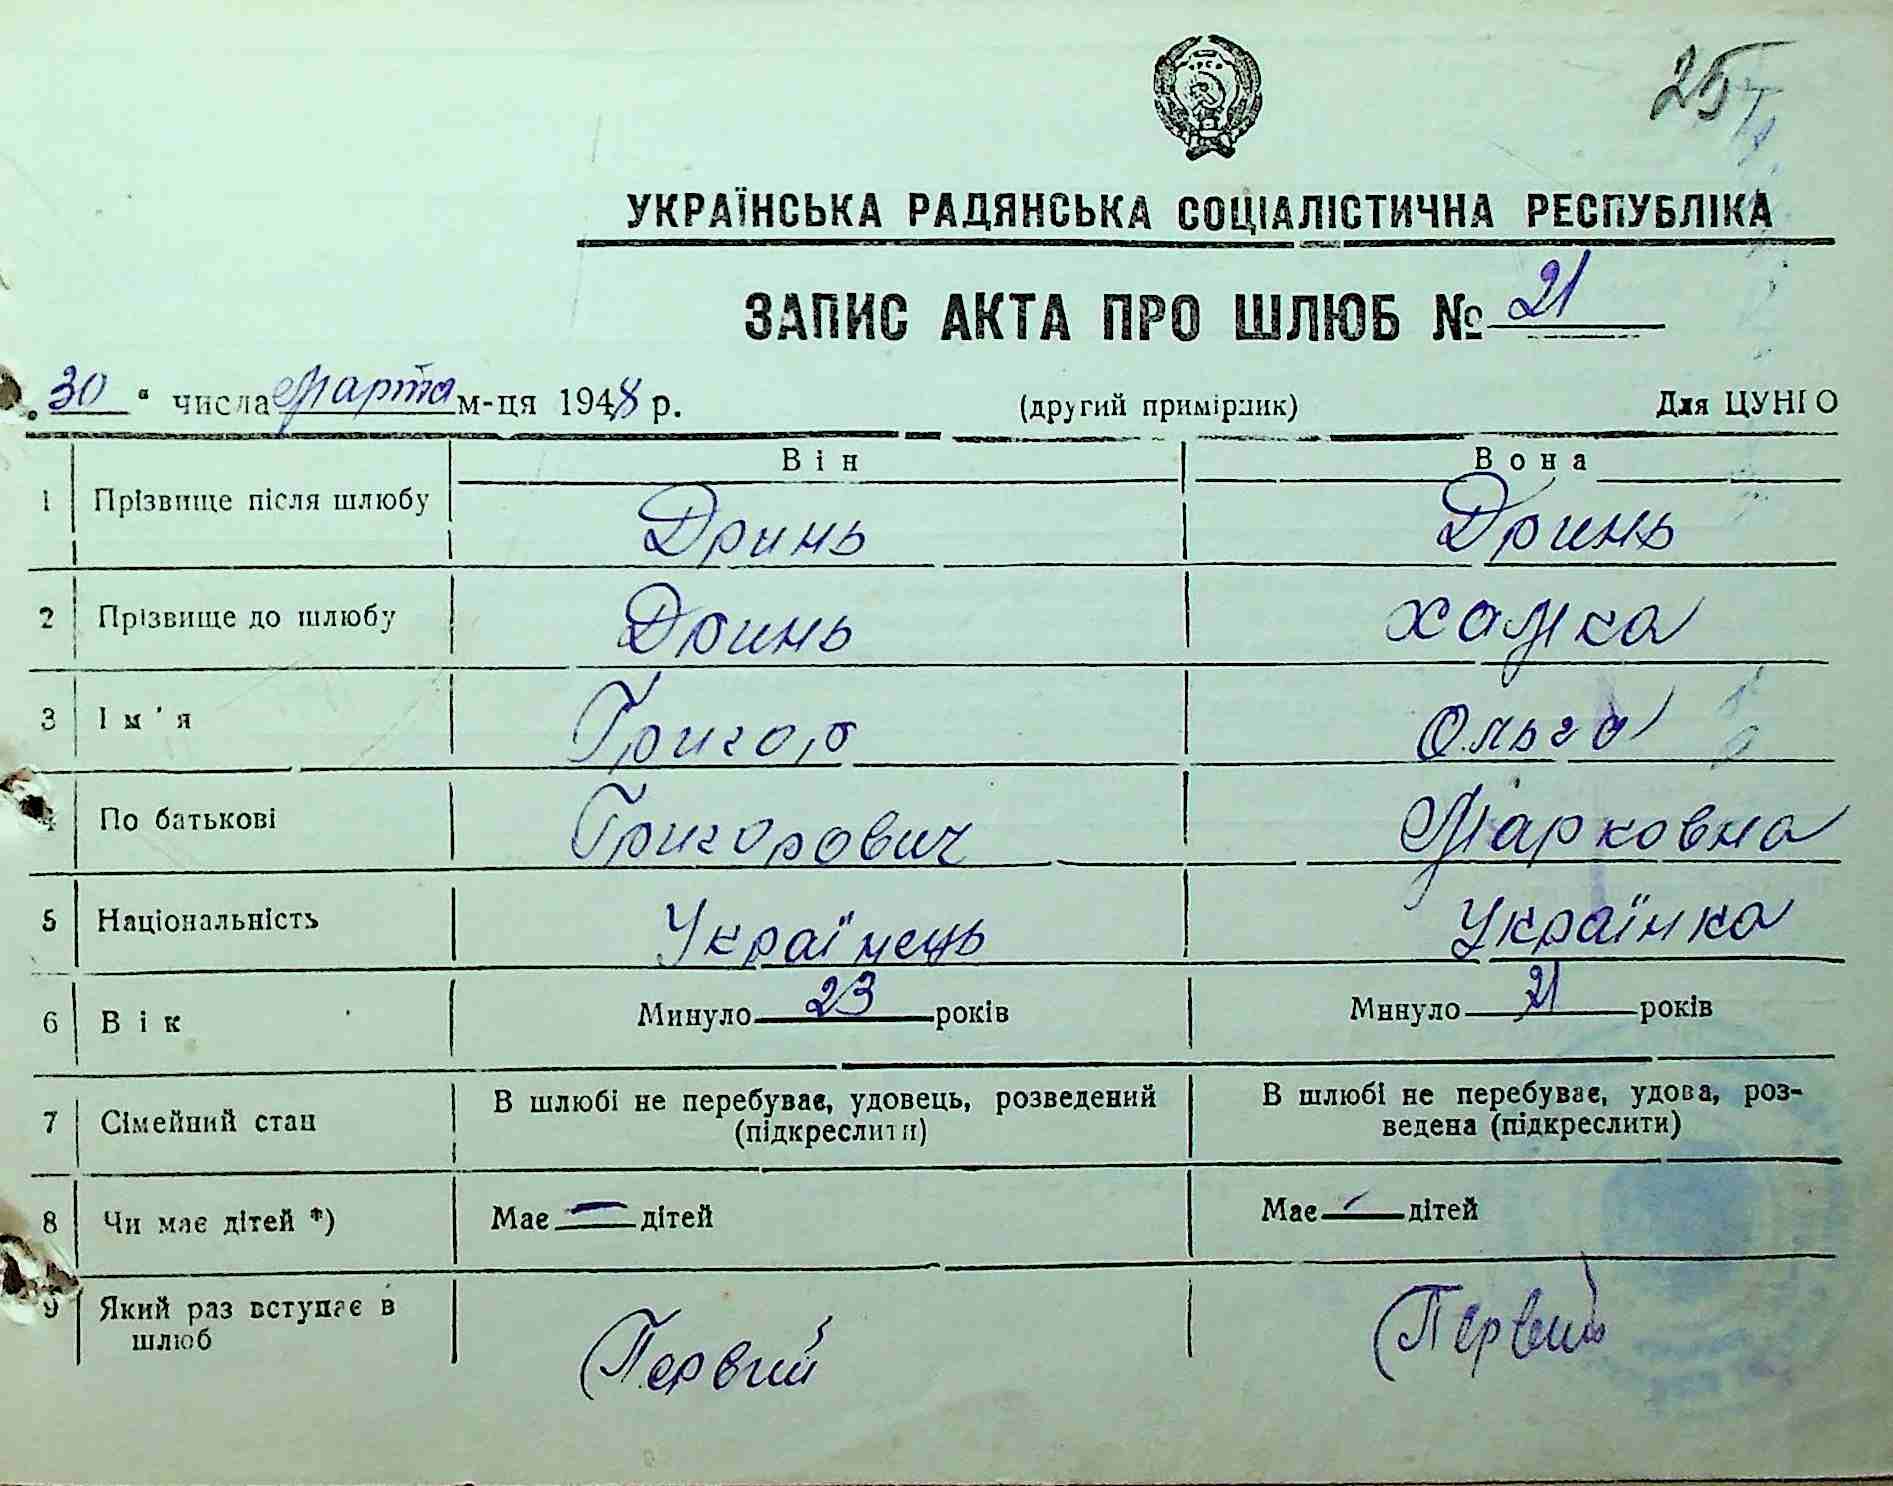 25
УКРАЇНСЬКА РАДЯНСЬКА СОЦІАЛІСТИЧНА РЕСПУБЛІКА
ЗАПИС АКТА ПРО ШЛЮБ № 21
„30“ числа Марта м-ця 1948 р. (другий примірник) Для ЦУНГО
Він Вона
1 Прізвище після шлюбу Дринь Дринь
2 Прізвище до шлюбу Дринь Хамка
3 Ім'я Григор Ольга
4 По батькові Григорович Марковна
5 Національність Українець Українка
6 Вік Минуло 23 років Минуло 21 років
7 Сімейний стан В шлюбі не перебуває, удовець, розведений В шлюбі не перебуває, удова, роз-
(підкреслити) ведена (підкреслити)
8 Чи має дітей *) Має — дітей Має — дітей
9 Який раз вступає в
шлюб Первий Первий